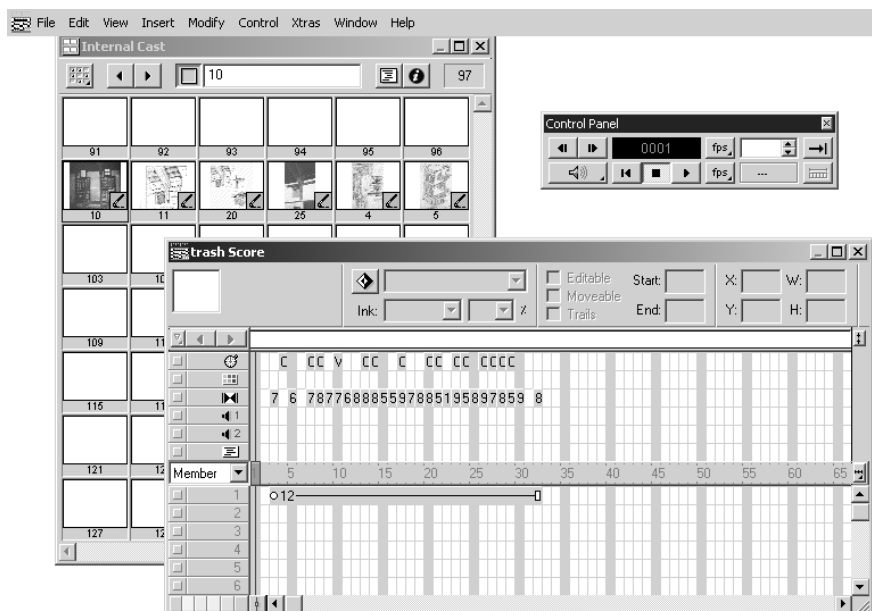 File Edit View Insert Modify Control Xtras Window Help
Internal Cast
10 97
91 92 93 94 95 96
10 11 20 25 4 5
103
109
115
121
127
Control Panel
0001 fps
fps ---
trash Score
Editable Start: X: W:
Moveable
Ink: % Trails End: Y: H:
C CC V CC C CC CC CCCC
7 6 787768885597885195897859 8
1
2
Member 1 5 10 15 20 25 30 35 40 45 50 55 60 65
1 12
2
3
4
5
6